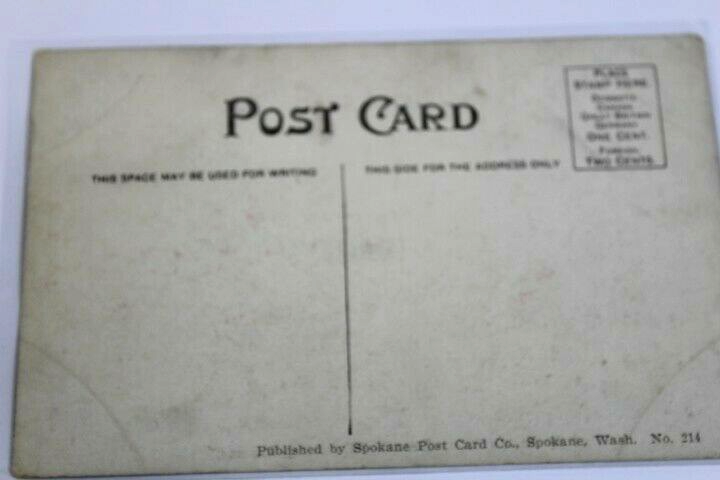 POST CARD
PLACE
STAMP HERE
DOMESTIC
CANADA
GREAT BRITAIN
GERMANY
ONE CENT.
FOREIGN
TWO CENTS.
THIS SPACE MAY BE USED FOR WRITING
THIS SIDE FOR THE ADDRESS ONLY
Published by Spokane Post Card Co., Spokane, Wash. No. 214